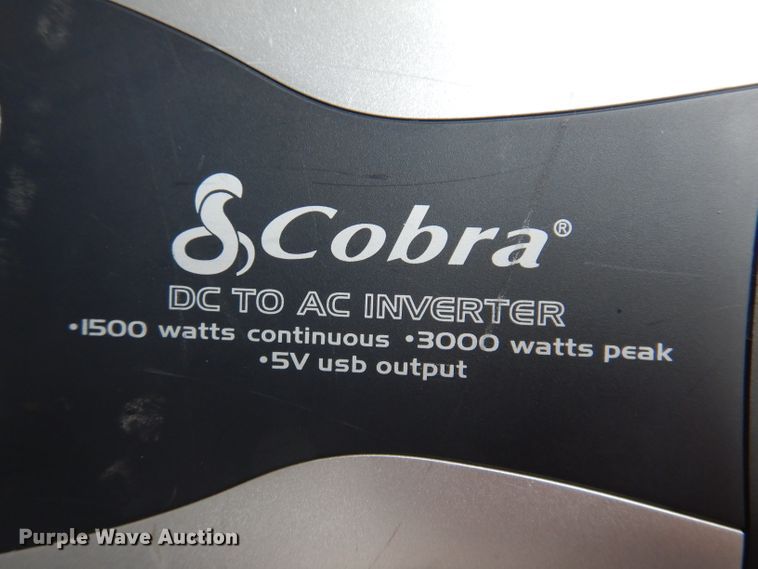 Cobra®
DC TO AC INVERTER
•1500 watts continuous •3000 watts peak
•5V usb output
Purple Wave Auction